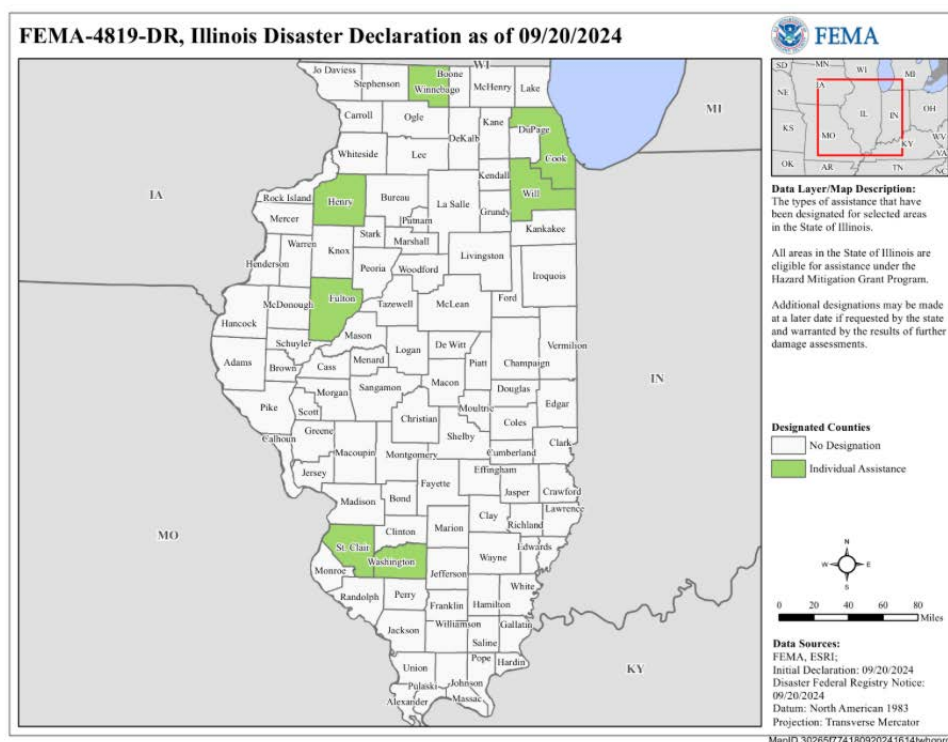 FEMA-4819-DR, Illinois Disaster Declaration as of 09/20/2024
FEMA
WI
Jo Daviess
Stephenson
Winnebago
Boone
McHenry
Lake
MI
Carroll
Ogle
Kane
DuPage
DeKalb
Cook
Whiteside
Lee
Kendall
Will
IA
Rock Island
Henry
Bureau
La Salle
Grundy
Mercer
Putnam
Kankakee
Stark
Marshall
Warren
Knox
Livingston
Henderson
Peoria
Woodford
Iroquois
Fulton
Ford
McDonough
Tazewell
McLean
Hancock
Mason
Schuyler
Logan
De Witt
Vermilion
Adams
Brown
Cass
Menard
Piatt
Champaign
IN
Morgan
Sangamon
Macon
Douglas
Pike
Scott
Christian
Moultrie
Edgar
Greene
Coles
Shelby
Calhoun
Macoupin
Montgomery
Cumberland
Clark
Jersey
Effingham
Fayette
Jasper
Crawford
Madison
Bond
Lawrence
MO
Clay
Richland
Clinton
Marion
St. Clair
Edwards
Washington
Wayne
Monroe
Jefferson
White
Randolph
Perry
Franklin
Hamilton
Williamson
Gallatin
Jackson
Saline
Pope
Hardin
Union
KY
Johnson
Pulaski
Massac
Alexander
SD
MN
WI
MI
IA
NE
IL
IN
OH
KS
MO
WV
KY
VA
OK
AR
TN
NC
Data Layer/Map Description:
The types of assistance that have
been designated for selected areas
in the State of Illinois.
All areas in the State of Illinois are
eligible for assistance under the
Hazard Mitigation Grant Program.
Additional designations may be made
at a later date if requested by the state
and warranted by the results of further
damage assessments.
Designated Counties
No Designation
Individual Assistance
N
W E
S
0 20 40 60 80
Miles
Data Sources:
FEMA, ESRI;
Initial Declaration: 09/20/2024
Disaster Federal Registry Notice:
09/20/2024
Datum: North American 1983
Projection: Transverse Mercator